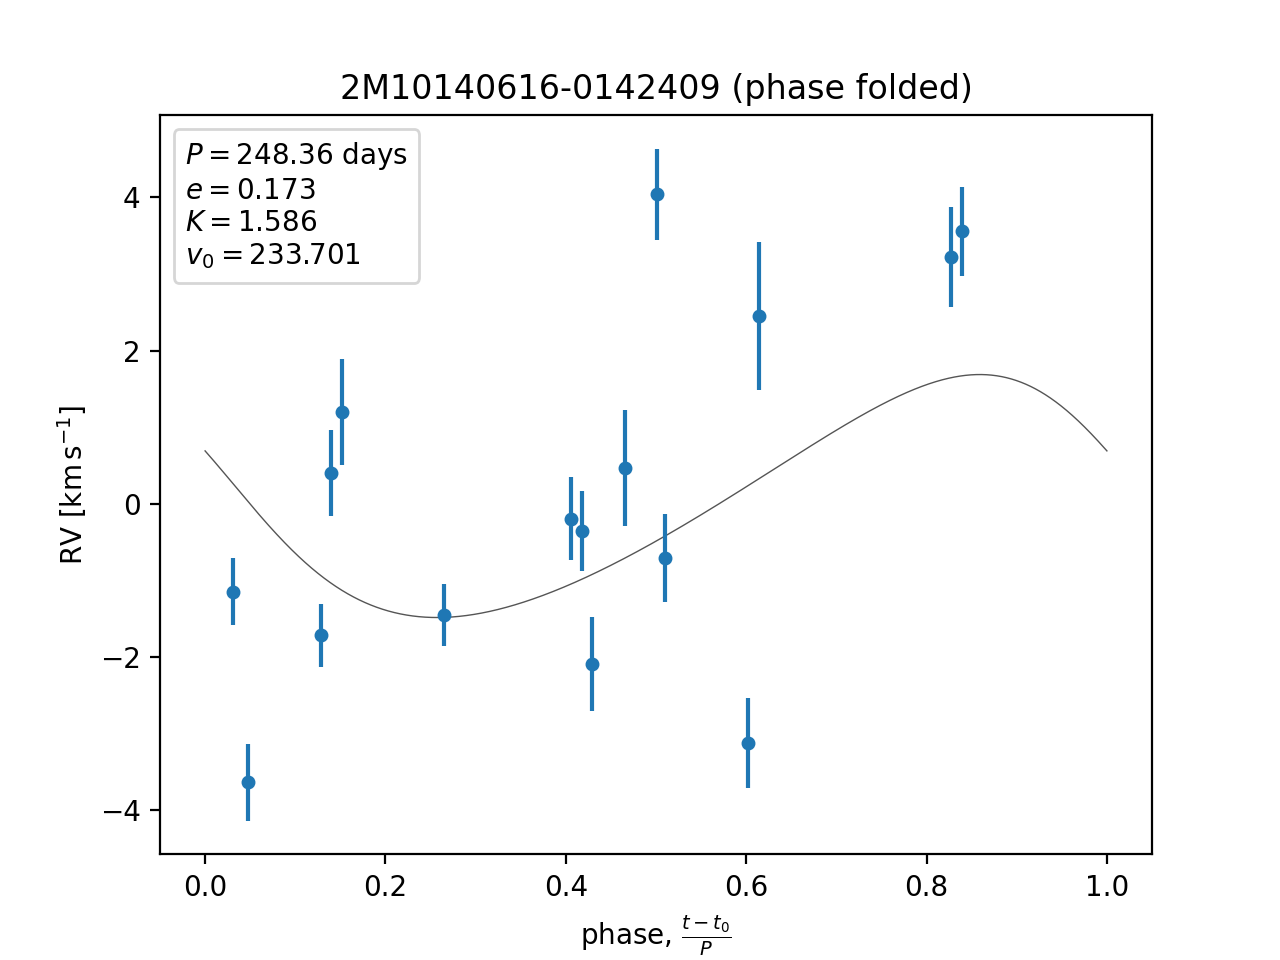 2M10140616-0142409 (phase folded)
P = 248.36 days
e = 0.173
K = 1.586
v₀ = 233.701
4
2
0
−2
−4
RV [km s⁻¹]
0.0 0.2 0.4 0.6 0.8 1.0
phase, (t − t₀)/P